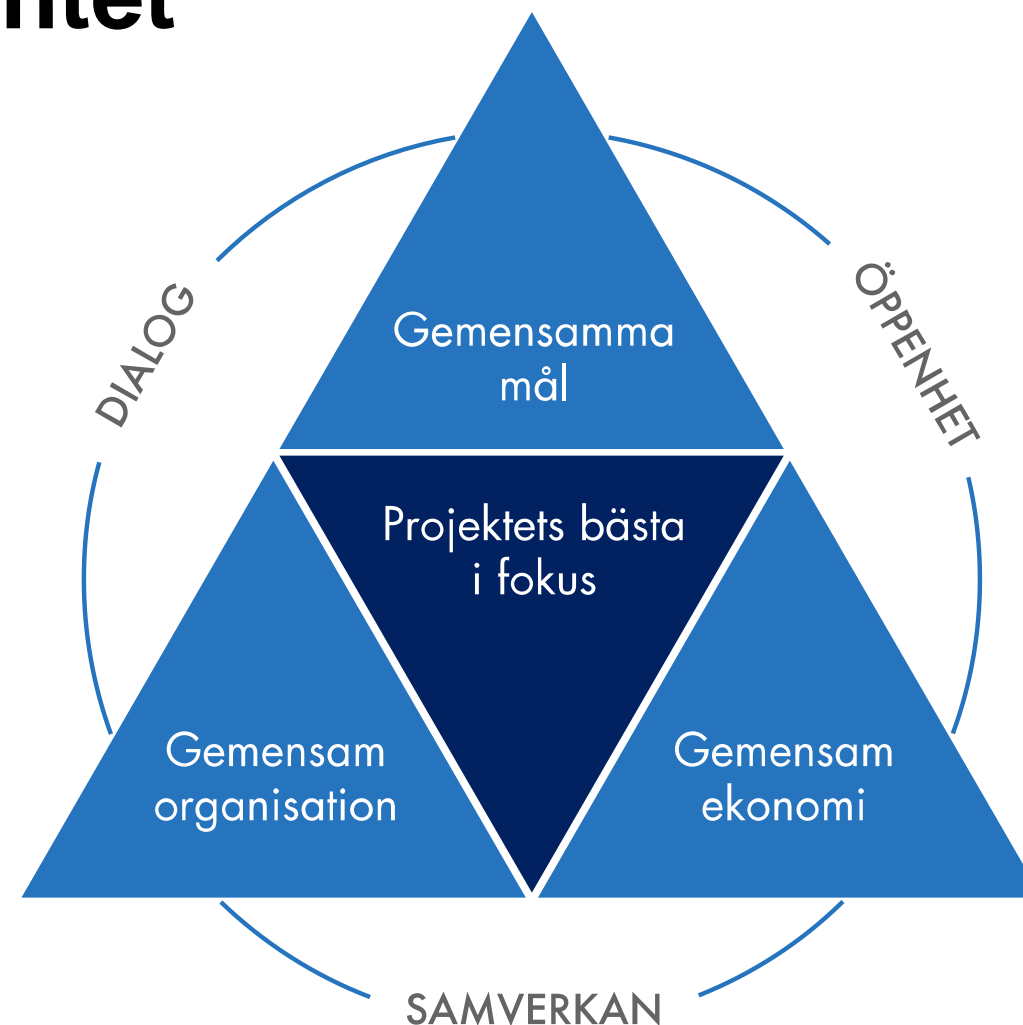 DIALOG
ÖPPENHET
Gemensamma
mål
Projektets bästa
i fokus
Gemensam
organisation
Gemensam
ekonomi
SAMVERKAN